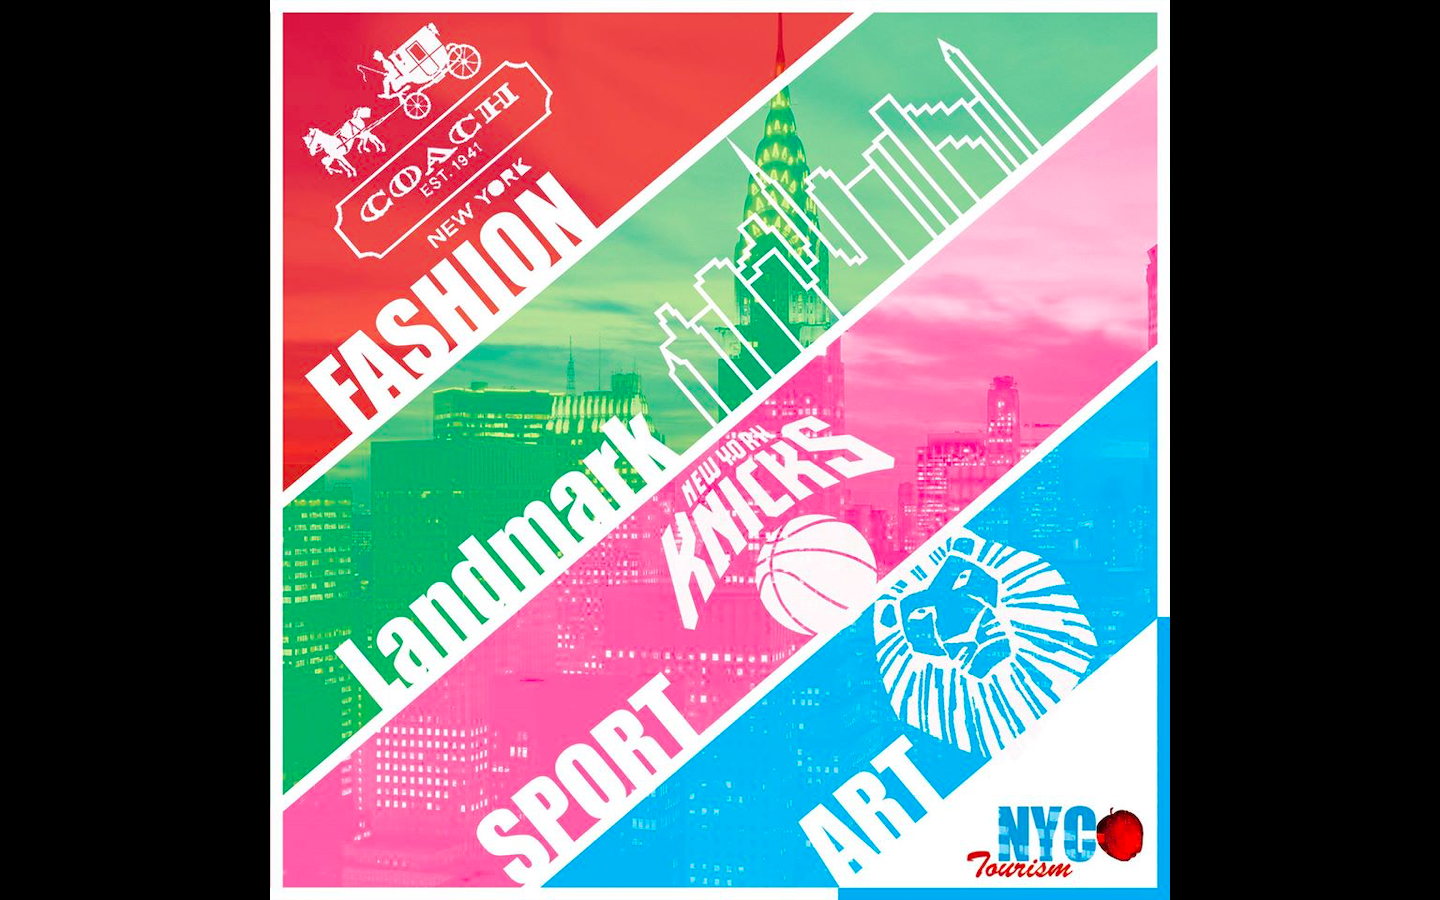 COACH
EST. 1941
NEW YORK
FASHION
Landmark
NEW YORK
KNICKS
SPORT
ART
NYC
Tourism